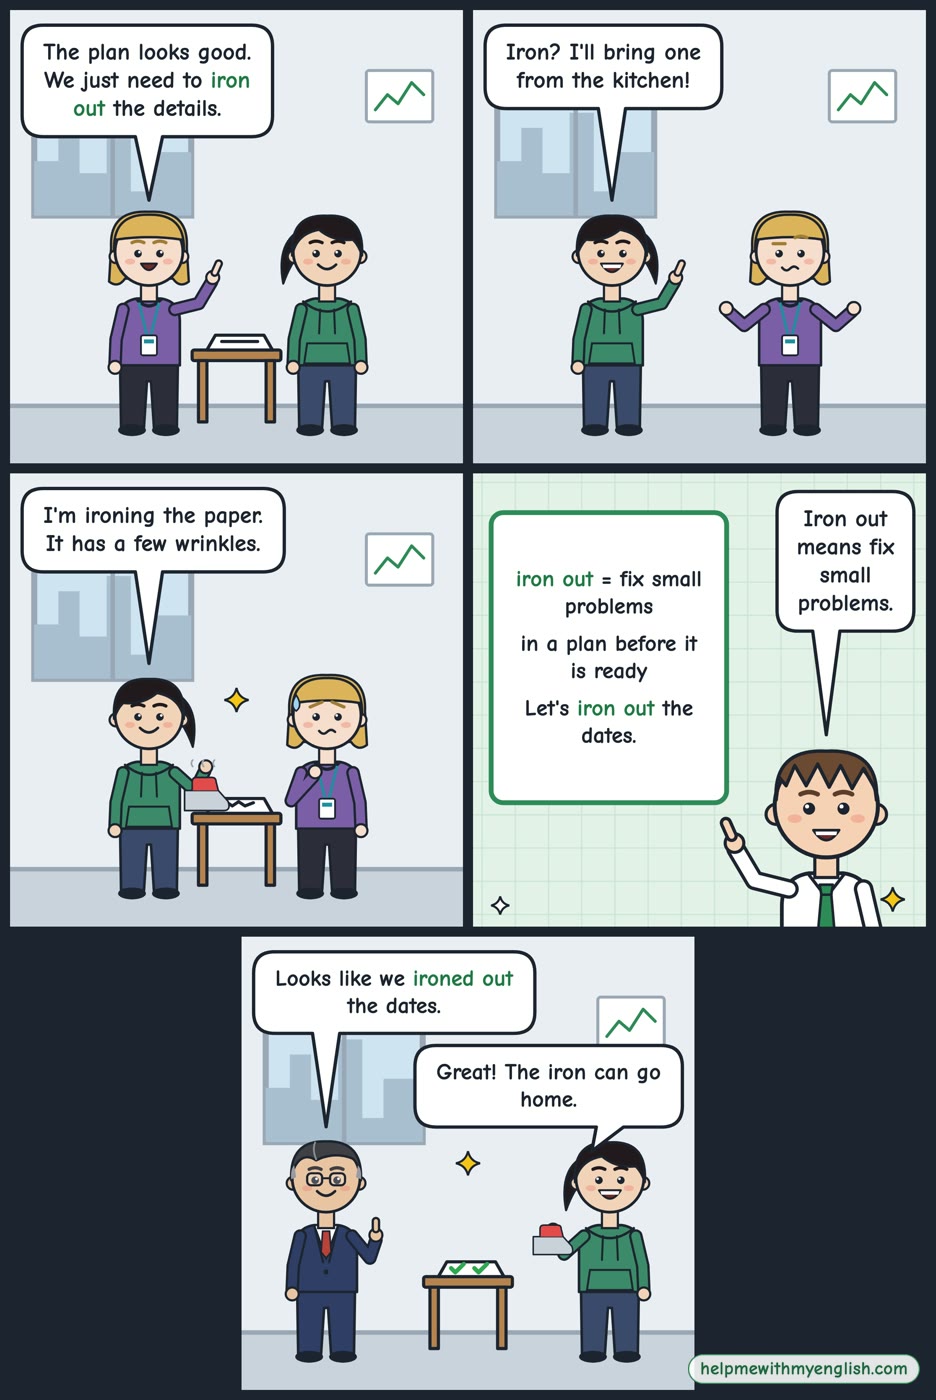 The plan looks good.
We just need to iron
out the details.
Iron? I'll bring one
from the kitchen!
I'm ironing the paper.
It has a few wrinkles.
iron out = fix small
problems
in a plan before it
is ready
Let's iron out the
dates.
Iron out
means fix
small
problems.
Looks like we ironed out
the dates.
Great! The iron can go
home.
helpmewithmyenglish.com